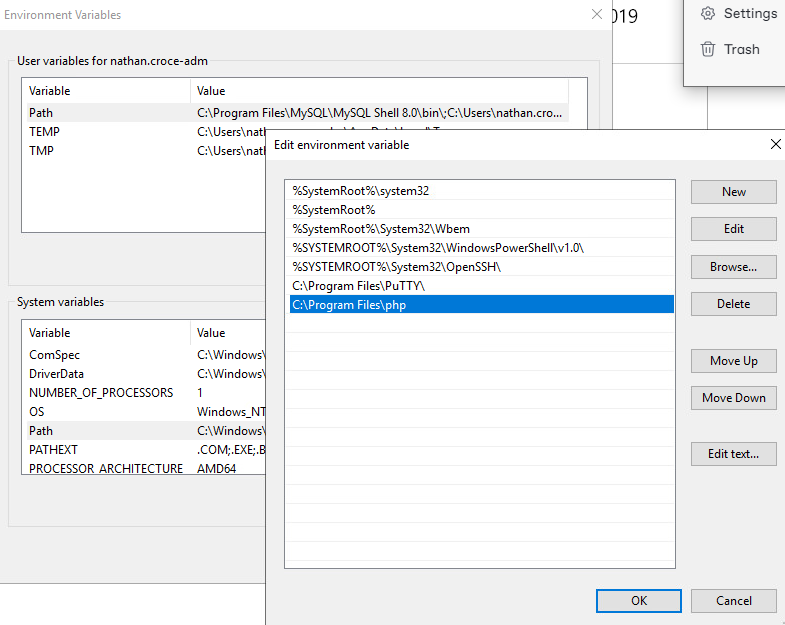 Environment Variables
019
Settings
Trash
User variables for nathan.croce-adm
Variable Value
Path C:\Program Files\MySQL\MySQL Shell 8.0\bin\;C:\Users\nathan.cro...
TEMP C:\Users\nath
TMP C:\Users\nath
Edit environment variable
%SystemRoot%\system32
%SystemRoot%
%SystemRoot%\System32\Wbem
%SYSTEMROOT%\System32\WindowsPowerShell\v1.0\
%SYSTEMROOT%\System32\OpenSSH\
C:\Program Files\PuTTY\
C:\Program Files\php
New
Edit
Browse...
Delete
Move Up
Move Down
Edit text...
OK
Cancel
System variables
Variable Value
ComSpec C:\Windows\
DriverData C:\Windows\
NUMBER_OF_PROCESSORS 1
OS Windows_NT
Path C:\Windows\
PATHEXT .COM;.EXE;.B
PROCESSOR_ARCHITECTURE AMD64